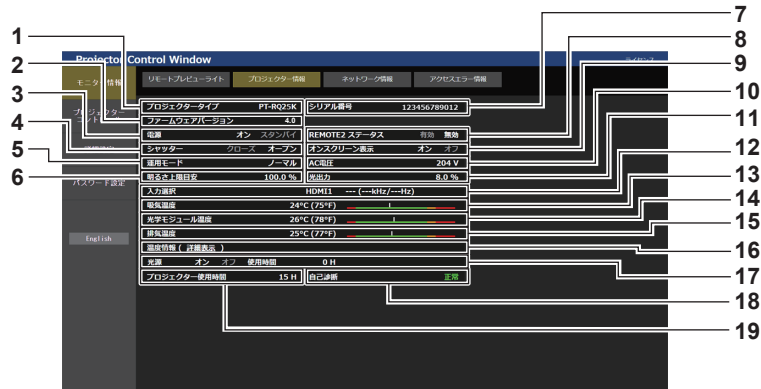 1
2
3
4
5
6
7
8
9
10
11
12
13
14
15
16
17
18
19
Projector Control Window
ライセンス
モニター情報
リモートプレビューライト プロジェクター情報 ネットワーク情報 アクセスエラー情報
プロジェクタータイプ PT-RQ25K シリアル番号 123456789012
ファームウェアバージョン 4.0
電源 オン スタンバイ REMOTE2 ステータス 有効 無効
シャッター クローズ オープン オンスクリーン表示 オン オフ
運用モード ノーマル AC電圧 204 V
明るさ上限目安 100.0 % 光出力 8.0 %
入力選択 HDMI1 --- (---kHz/---Hz)
吸気温度 24°C (75°F)
光学モジュール温度 26°C (78°F)
排気温度 25°C (77°F)
温度情報 ( 詳細表示 )
光源 オン オフ 使用時間 0 H
プロジェクター使用時間 15 H 自己診断 正常
プロジェクター
パスワード設定
English